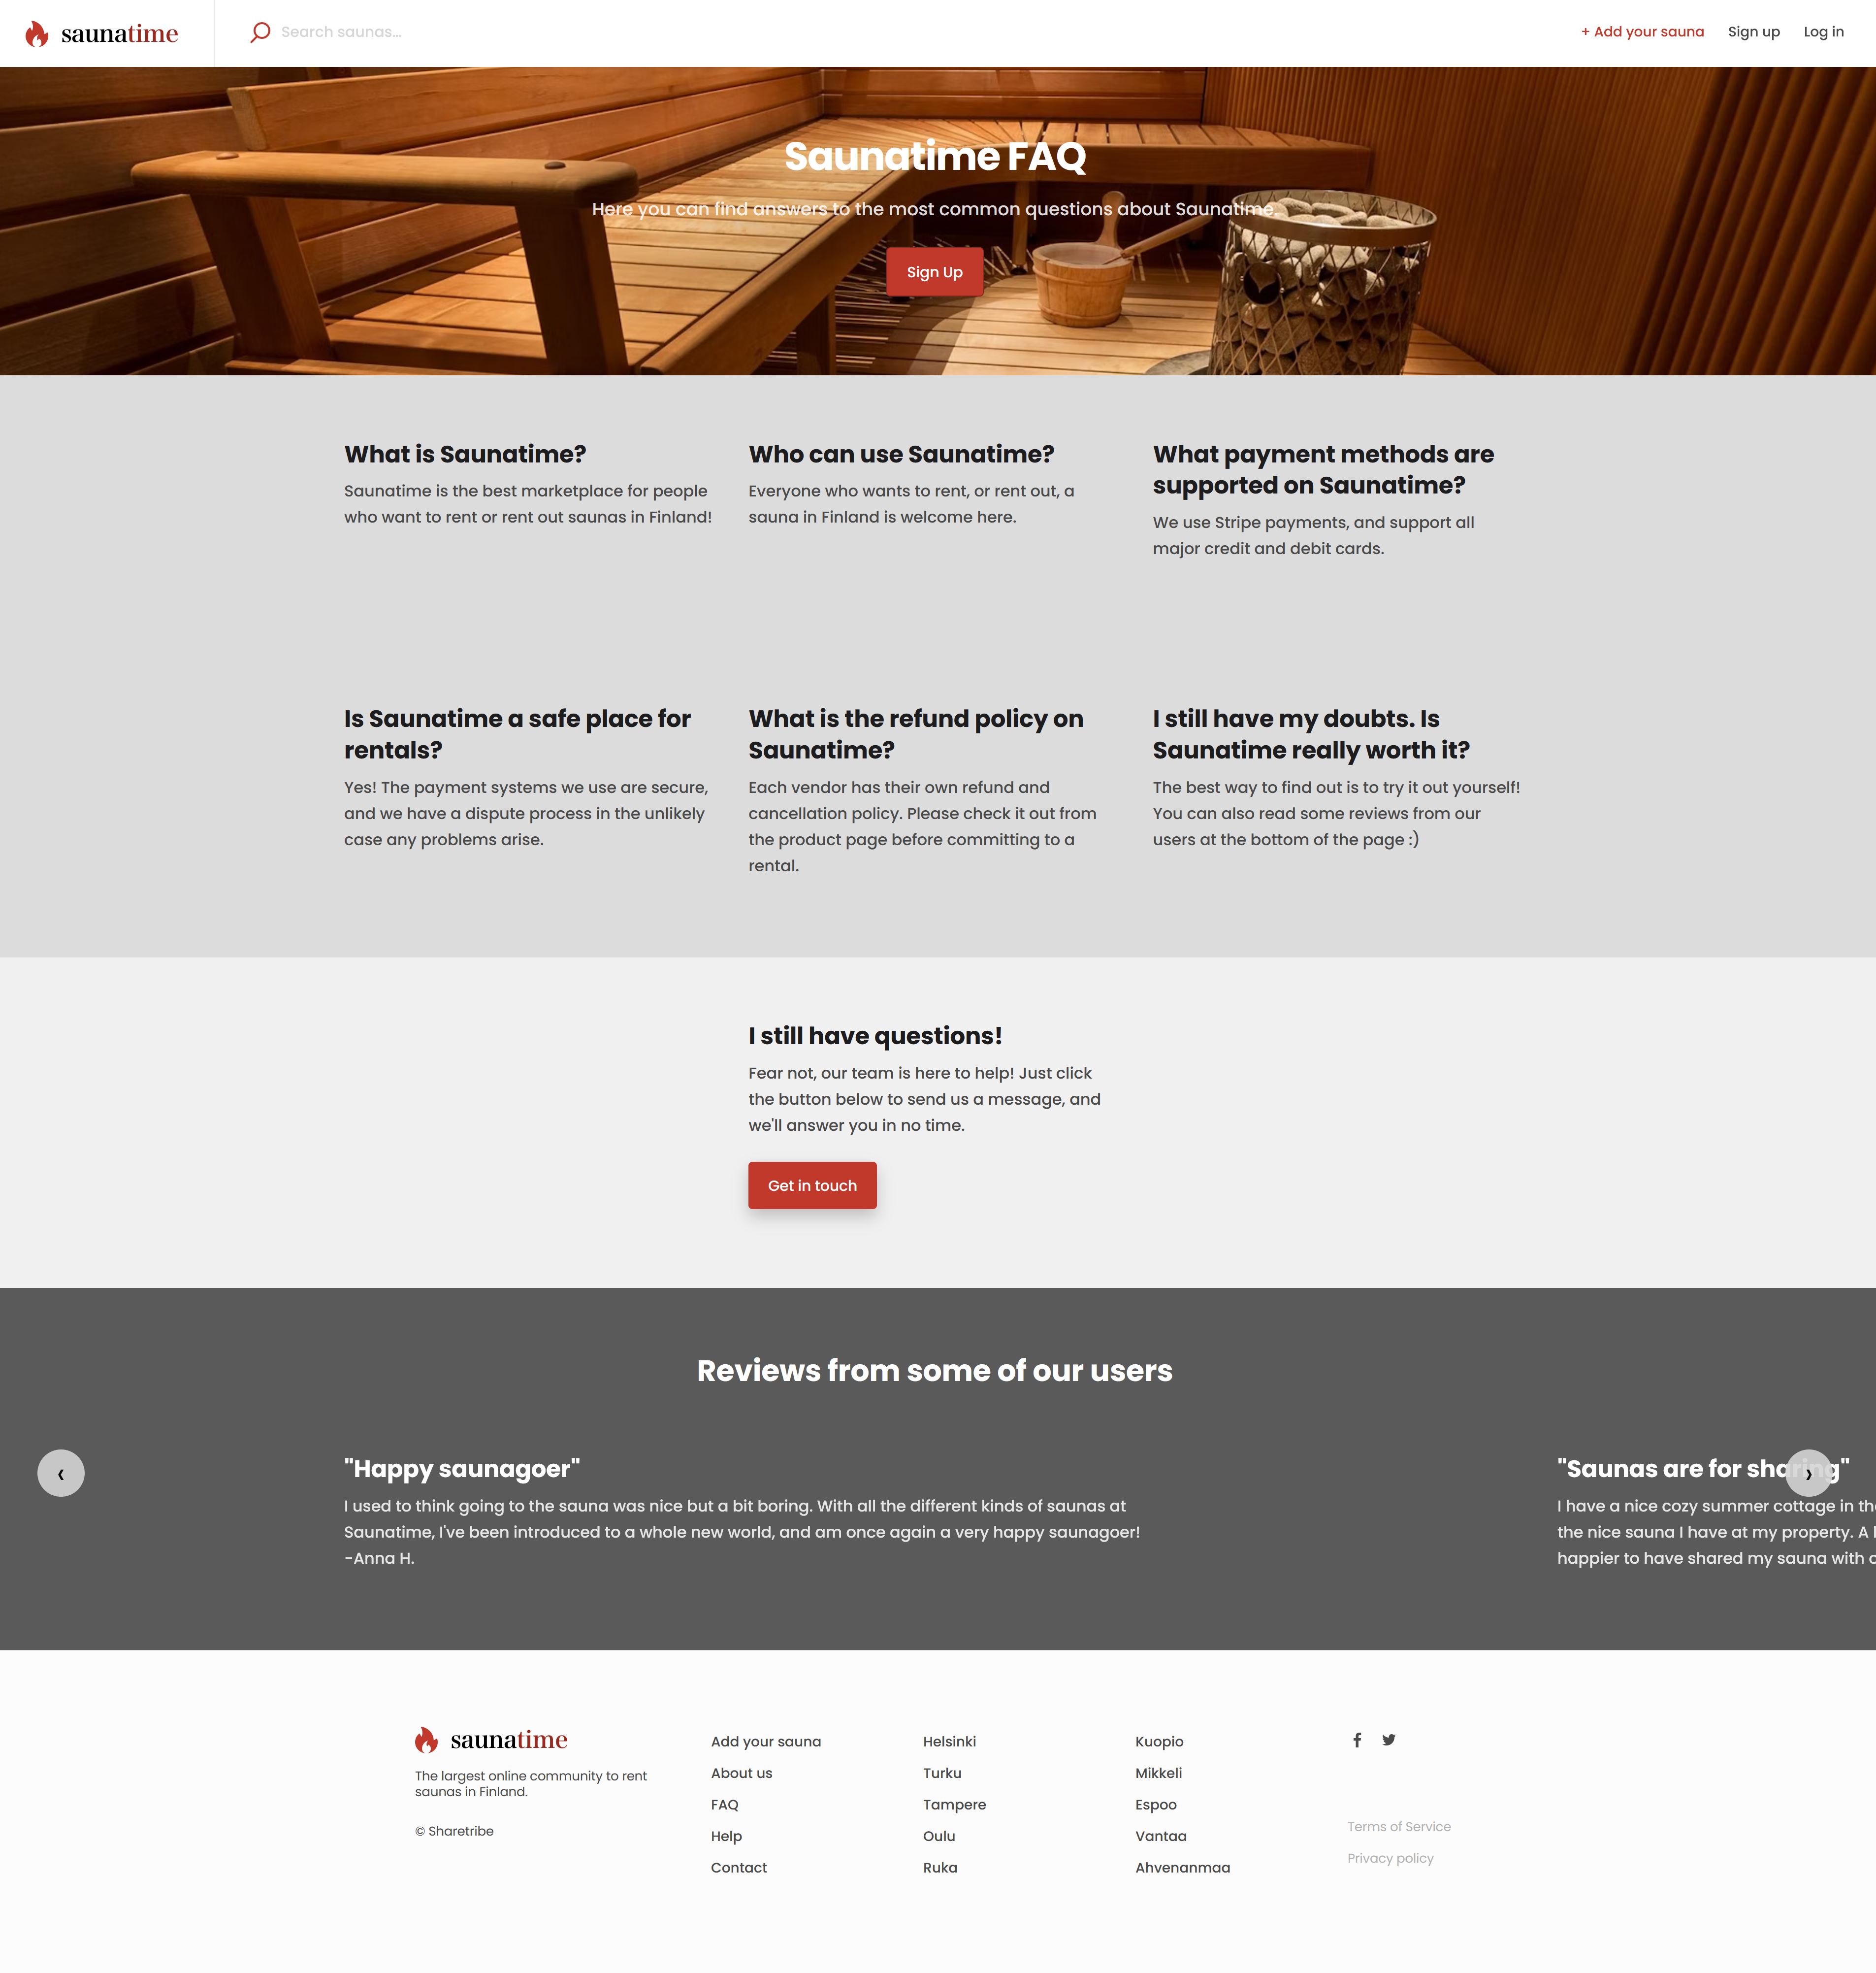 saunatime
Search saunas...
+ Add your sauna
Sign up
Log in
Saunatime FAQ
Here you can find answers to the most common questions about Saunatime.
Sign Up
What is Saunatime?
Saunatime is the best marketplace for people
who want to rent or rent out saunas in Finland!
Who can use Saunatime?
Everyone who wants to rent, or rent out, a
sauna in Finland is welcome here.
What payment methods are
supported on Saunatime?
We use Stripe payments, and support all
major credit and debit cards.
Is Saunatime a safe place for
rentals?
Yes! The payment systems we use are secure,
and we have a dispute process in the unlikely
case any problems arise.
What is the refund policy on
Saunatime?
Each vendor has their own refund and
cancellation policy. Please check it out from
the product page before committing to a
rental.
I still have my doubts. Is
Saunatime really worth it?
The best way to find out is to try it out yourself!
You can also read some reviews from our
users at the bottom of the page :)
I still have questions!
Fear not, our team is here to help! Just click
the button below to send us a message, and
we'll answer you in no time.
Get in touch
Reviews from some of our users
‹
"Happy saunagoer"
I used to think going to the sauna was nice but a bit boring. With all the different kinds of saunas at
Saunatime, I've been introduced to a whole new world, and am once again a very happy saunagoer!
-Anna H.
"Saunas are for sharing"
I have a nice cozy summer cottage in
the nice sauna I have at my property. A
happier to have shared my sauna with
›
saunatime
The largest online community to rent
saunas in Finland.
© Sharetribe
Add your sauna
About us
FAQ
Help
Contact
Helsinki
Turku
Tampere
Oulu
Ruka
Kuopio
Mikkeli
Espoo
Vantaa
Ahvenanmaa
Terms of Service
Privacy policy